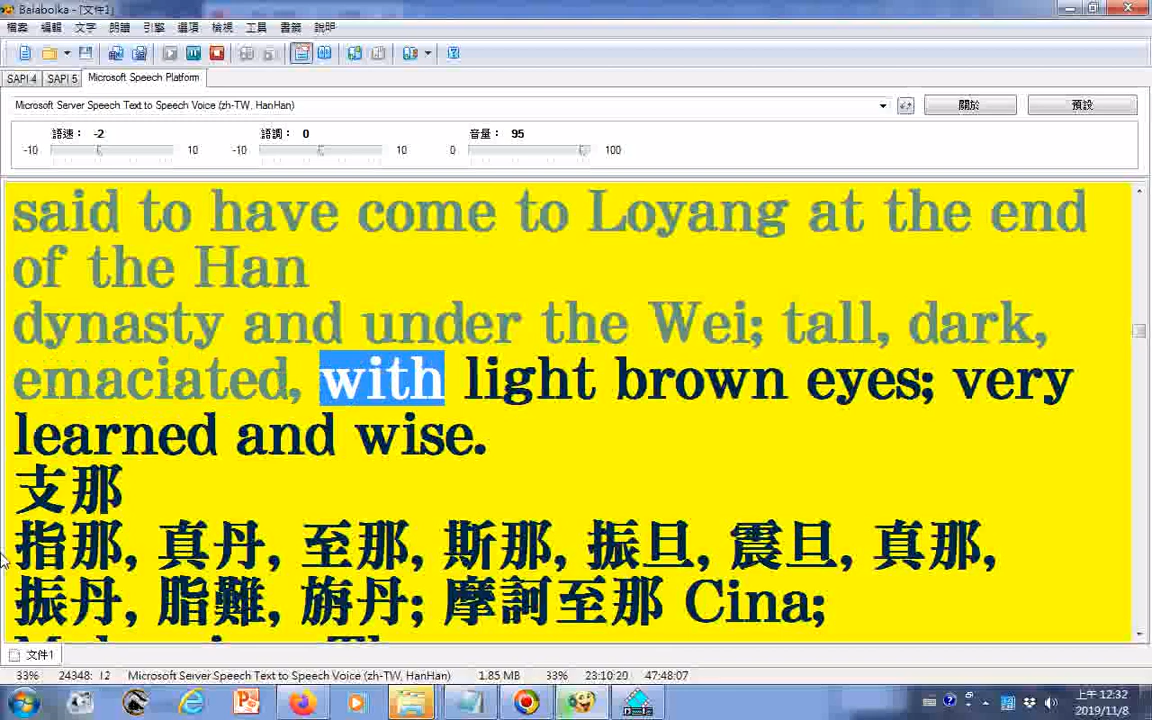 Balabolka - [文件1]
檔案 編輯 文字 朗讀 引擎 選項 檢視 工具 書籤 說明
SAPI 4 SAPI 5 Microsoft Speech Platform
Microsoft Server Speech Text to Speech Voice (zh-TW, HanHan) 關於 預設
語速： -2 語調： 0 音量： 95
-10 10 -10 10 0 100
said to have come to Loyang at the end
of the Han
dynasty and under the Wei; tall, dark,
emaciated, with light brown eyes; very
learned and wise.
支那
指那, 真丹, 至那, 斯那, 振旦, 震旦, 真那,
振丹, 脂難, 旃丹; 摩訶至那 Cina;
文件1
33% 24348: 12 Microsoft Server Speech Text to Speech Voice (zh-TW, HanHan) 1.85 MB 33% 23:10:20 47:48:07
上午 12:32
2019/11/8